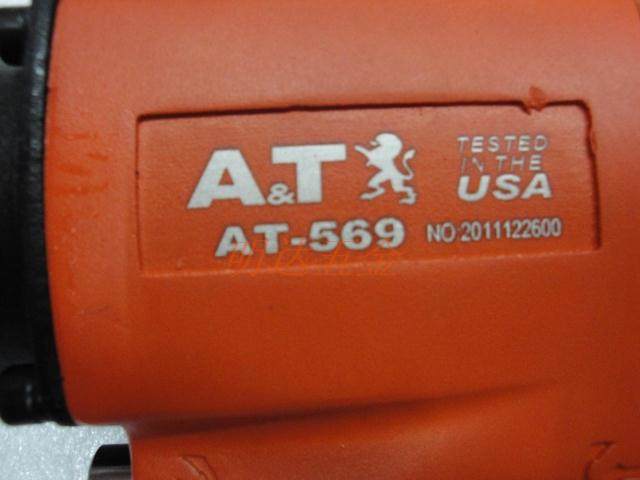 A&T
TESTED
IN THE
USA
AT-569 NO:2011122600